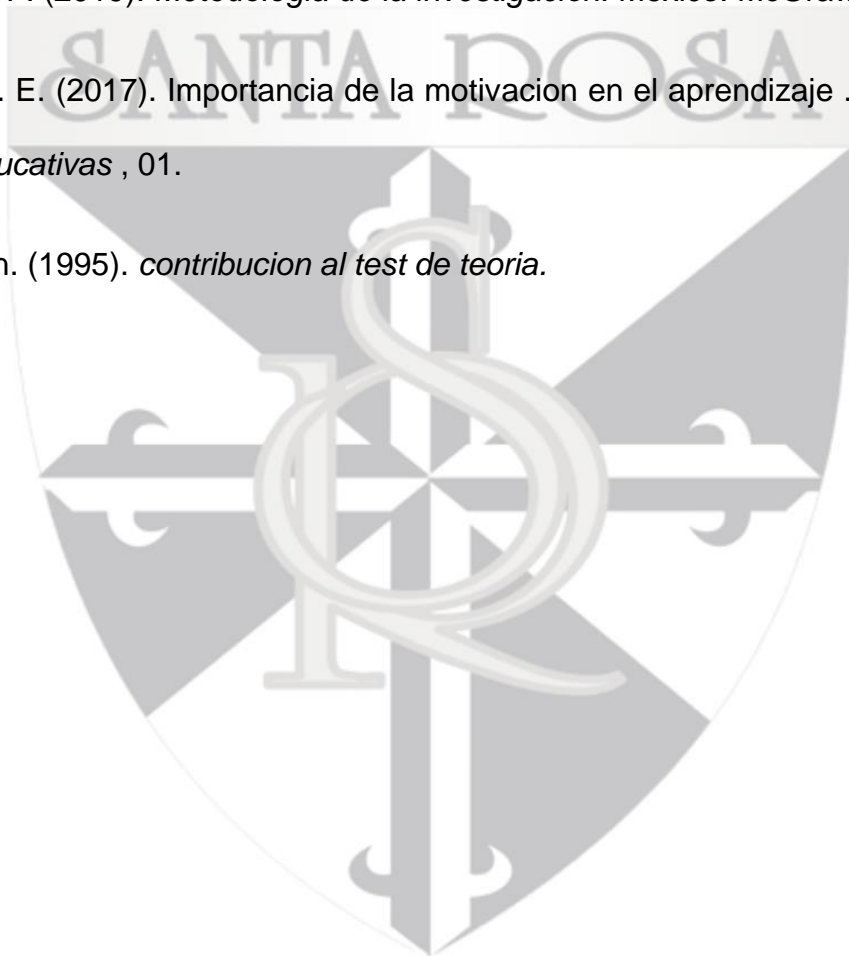 (2017). Importancia de la motivacion en el aprendizaje .
SANTA ROSA
ucativas , 01.
(1995). contribucion al test de teoria.